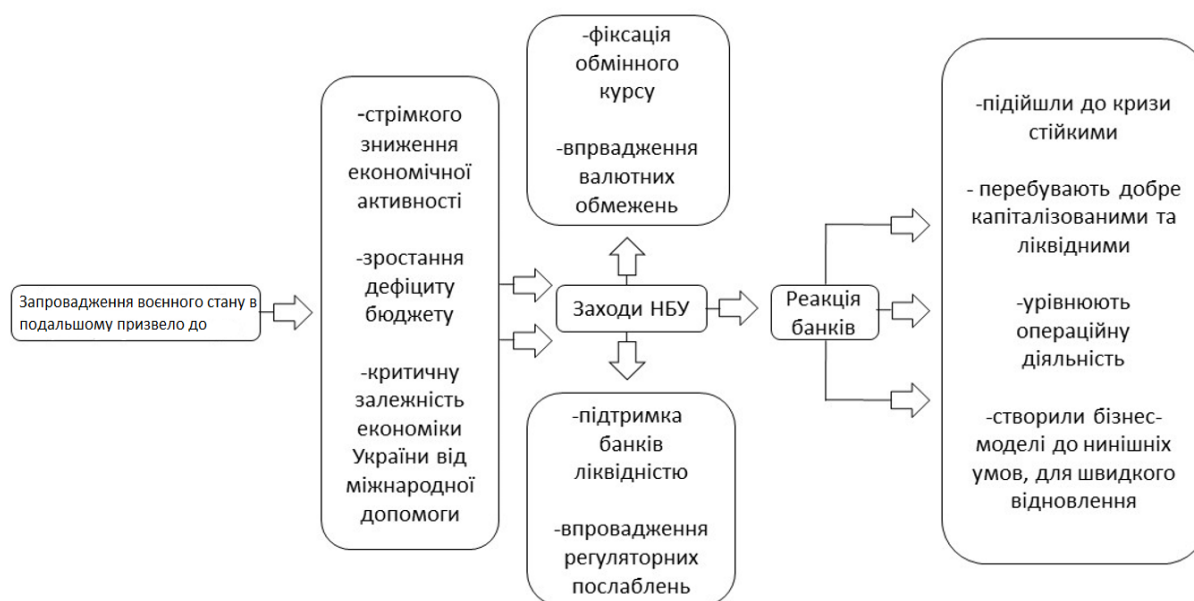 Запровадження воєнного стану в
подальшому призвело до
-стрімкого
зниження
економічної
активності
-зростання
дефіциту
бюджету
-критичну
залежність
економіки
України від
міжнародної
допомоги
-фіксація
обмінного
курсу
-впрвадження
валютних
обмежень
Заходи НБУ
-підтримка
банків
ліквідністю
-впровадження
регуляторних
послаблень
Реакція
банків
-підійшли до кризи
стійкими
- перебувають добре
капіталізованими та
ліквідними
-урівнюють
операційну
діяльність
-створили бізнес-
моделі до нинішніх
умов, для швидкого
відновлення